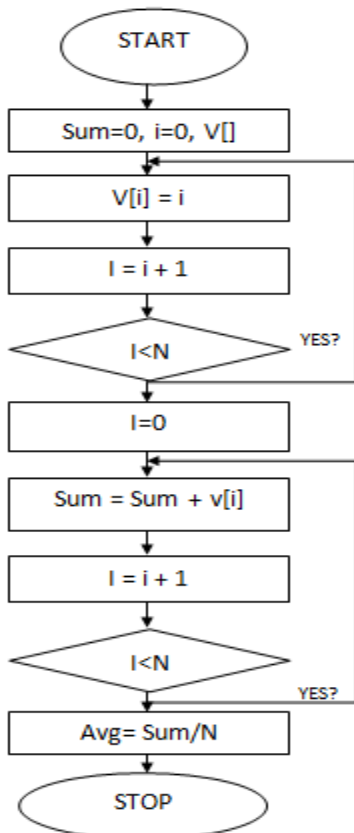 START
Sum=0, i=0, V[]
V[i] = i
I = i + 1
I<N
YES?
I=0
Sum = Sum + v[i]
I = i + 1
I<N
YES?
Avg= Sum/N
STOP